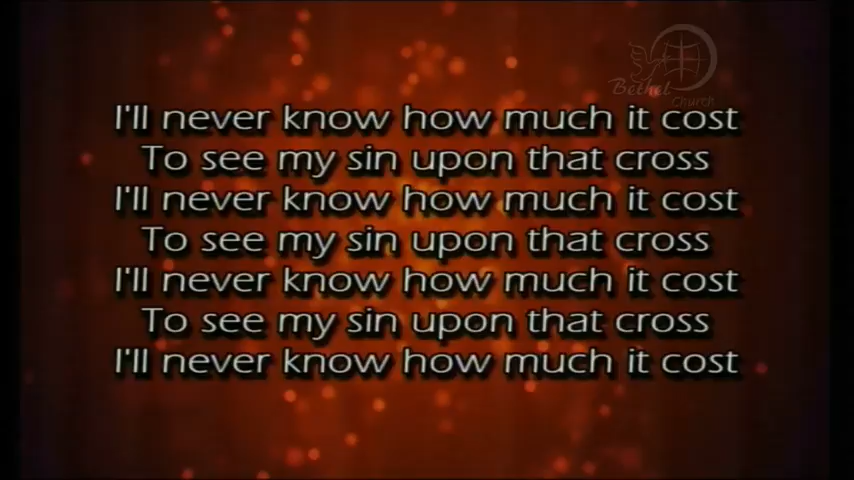 Bethel
Church
I'll never know how much it cost
To see my sin upon that cross
I'll never know how much it cost
To see my sin upon that cross
I'll never know how much it cost
To see my sin upon that cross
I'll never know how much it cost